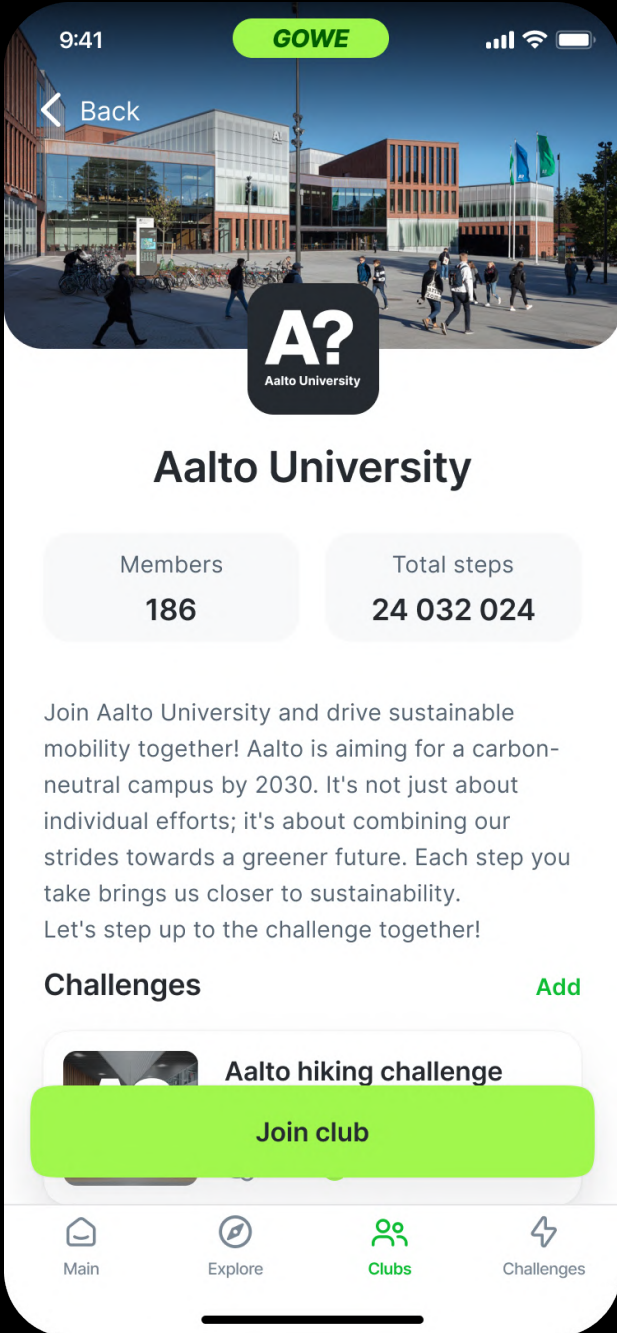 9:41
GOWE
Back
A?
Aalto University
Aalto University
Members
186
Total steps
24 032 024
Join Aalto University and drive sustainable
mobility together! Aalto is aiming for a carbon-
neutral campus by 2030. It's not just about
individual efforts; it's about combining our
strides towards a greener future. Each step you
take brings us closer to sustainability.
Let's step up to the challenge together!
Challenges
Add
Aalto hiking challenge
Join club
Main
Explore
Clubs
Challenges